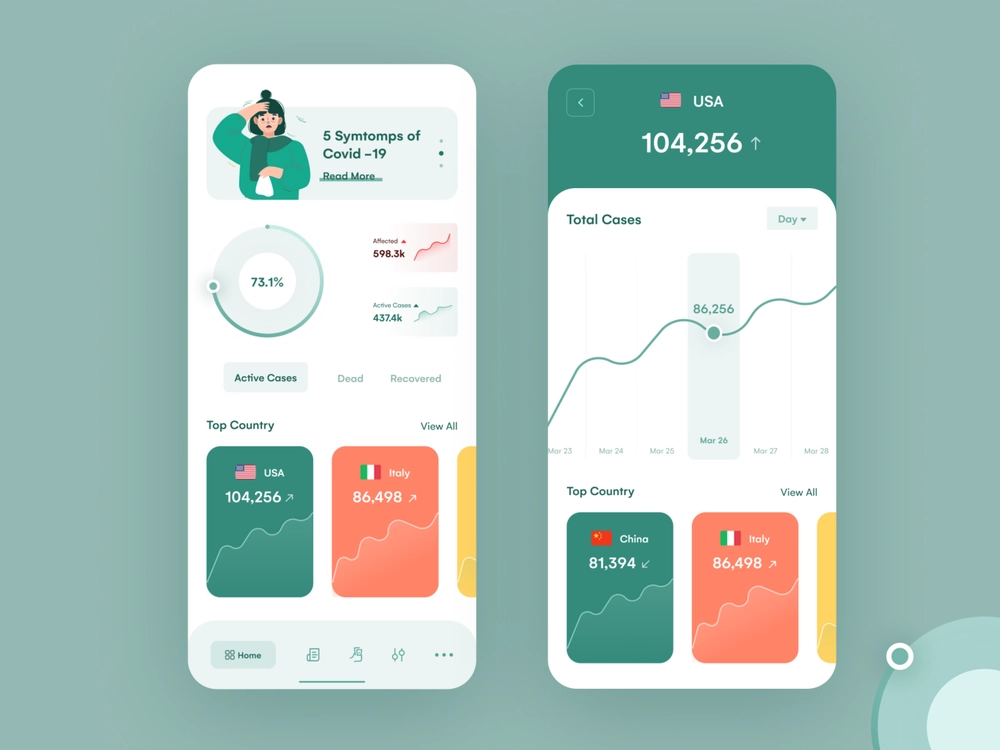 5 Symtomps of
Covid –19
Read More
73.1%
Affected
598.3k
Active Cases
437.4k
Active Cases
Dead
Recovered
Top Country
View All
USA
104,256
Italy
86,498
Home
USA
104,256
Total Cases
Day
86,256
Mar 23
Mar 24
Mar 25
Mar 26
Mar 27
Mar 28
Top Country
View All
China
81,394
Italy
86,498